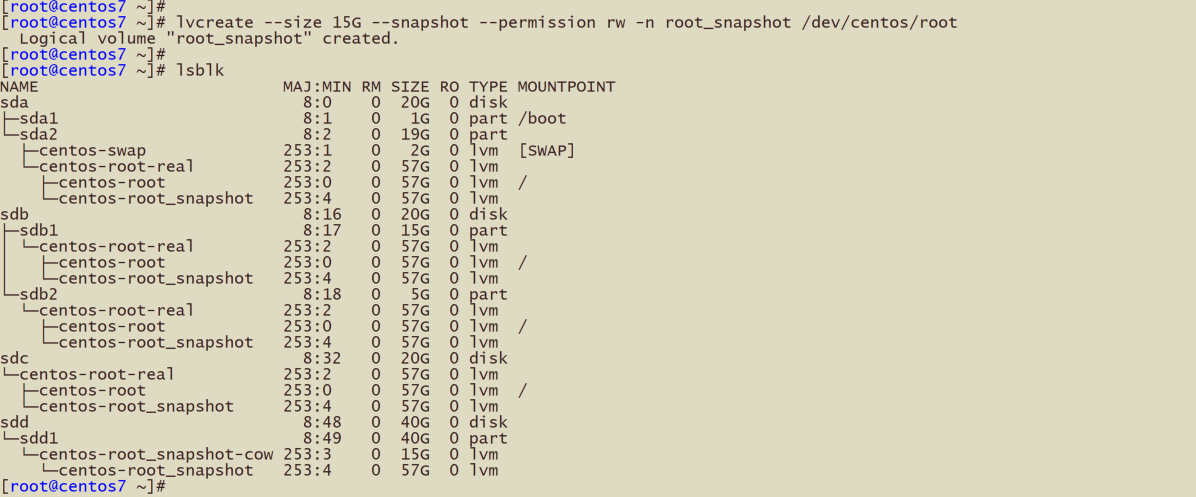 [root@centos7 ~]#
[root@centos7 ~]# lvcreate --size 15G --snapshot --permission rw -n root_snapshot /dev/centos/root
  Logical volume "root_snapshot" created.
[root@centos7 ~]#
[root@centos7 ~]# lsblk
NAME                         MAJ:MIN RM  SIZE RO TYPE MOUNTPOINT
sda                            8:0    0   20G  0 disk
├─sda1                         8:1    0    1G  0 part /boot
└─sda2                         8:2    0   19G  0 part
  ├─centos-swap              253:1    0    2G  0 lvm  [SWAP]
  └─centos-root-real         253:2    0   57G  0 lvm
    ├─centos-root            253:0    0   57G  0 lvm  /
    └─centos-root_snapshot   253:4    0   57G  0 lvm
sdb                            8:16   0   20G  0 disk
├─sdb1                         8:17   0   15G  0 part
│ └─centos-root-real         253:2    0   57G  0 lvm
│   ├─centos-root            253:0    0   57G  0 lvm  /
│   └─centos-root_snapshot   253:4    0   57G  0 lvm
└─sdb2                         8:18   0    5G  0 part
  └─centos-root-real         253:2    0   57G  0 lvm
    ├─centos-root            253:0    0   57G  0 lvm  /
    └─centos-root_snapshot   253:4    0   57G  0 lvm
sdc                            8:32   0   20G  0 disk
└─centos-root-real           253:2    0   57G  0 lvm
  ├─centos-root              253:0    0   57G  0 lvm  /
  └─centos-root_snapshot     253:4    0   57G  0 lvm
sdd                            8:48   0   40G  0 disk
└─sdd1                         8:49   0   40G  0 part
  └─centos-root_snapshot-cow 253:3    0   15G  0 lvm
    └─centos-root_snapshot   253:4    0   57G  0 lvm
[root@centos7 ~]#